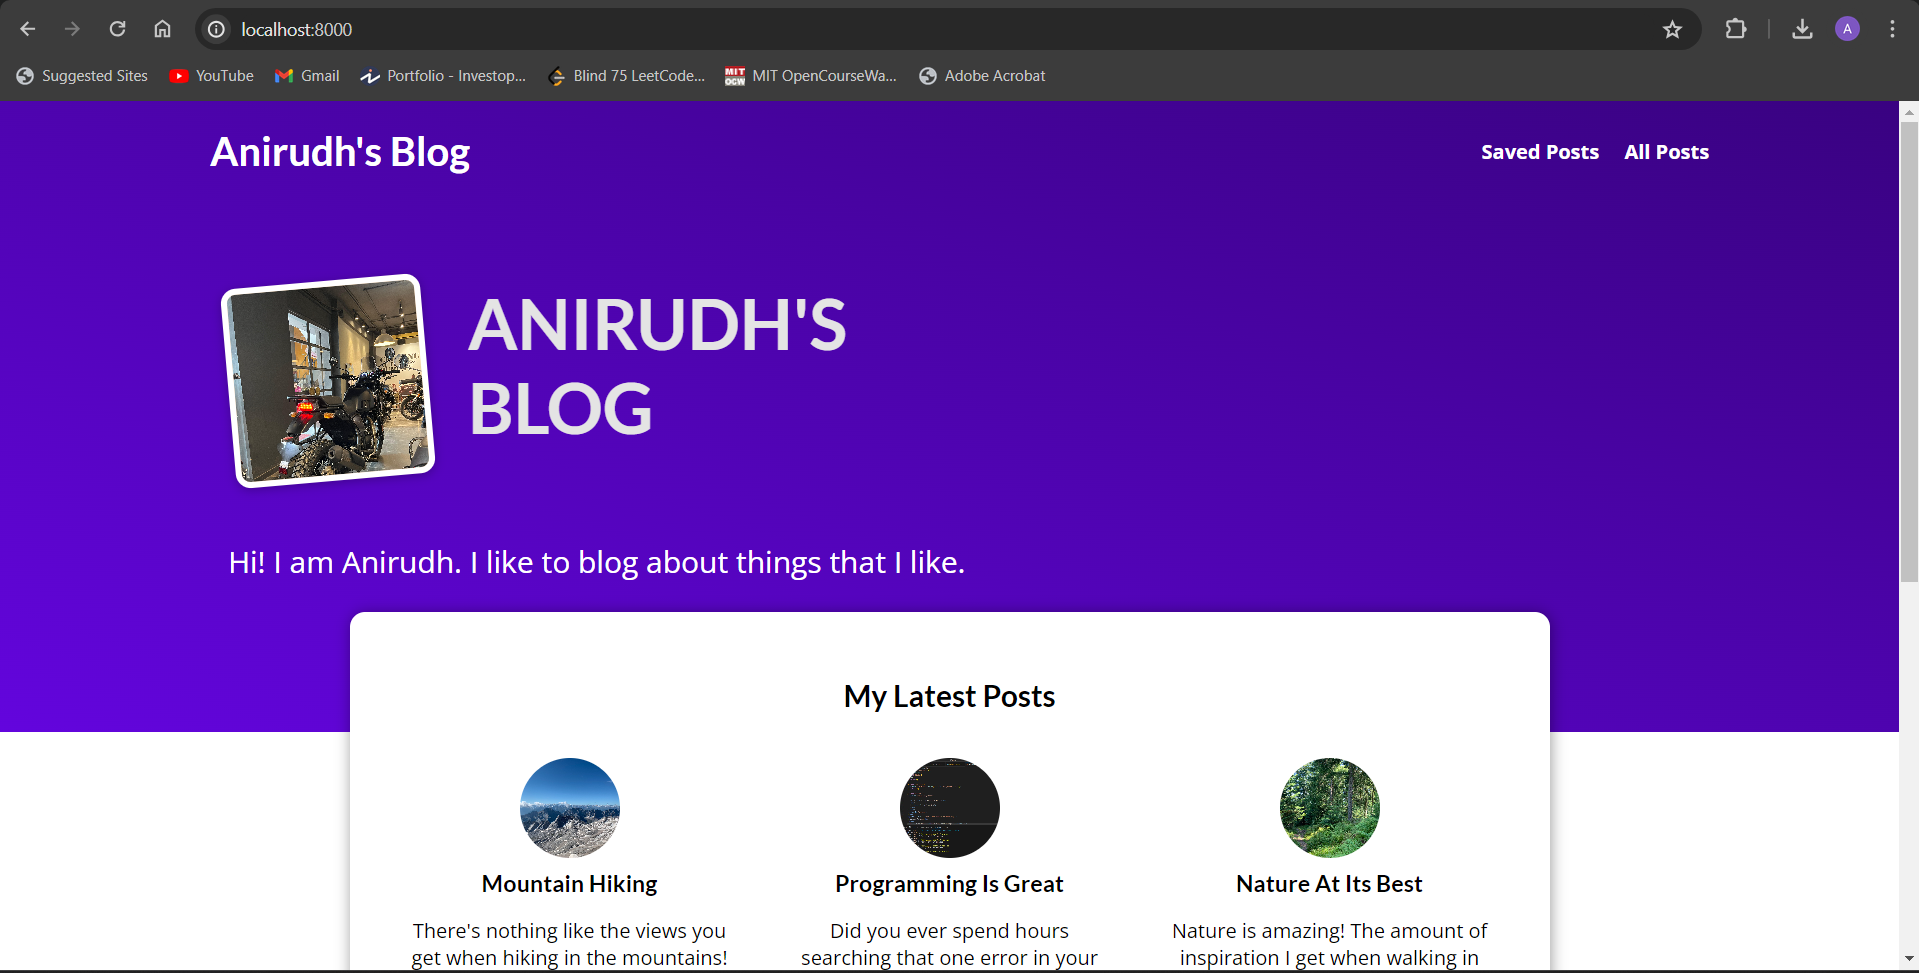 localhost:8000
A
Suggested Sites
YouTube
Gmail
Portfolio - Investop...
Blind 75 LeetCode...
MIT OpenCourseWa...
Adobe Acrobat
MIT
OCW
Anirudh's Blog
Saved Posts
All Posts
ANIRUDH'S
BLOG
Hi! I am Anirudh. I like to blog about things that I like.
My Latest Posts
Mountain Hiking
There's nothing like the views you
get when hiking in the mountains!
Programming Is Great
Did you ever spend hours
searching that one error in your
Nature At Its Best
Nature is amazing! The amount of
inspiration I get when walking in